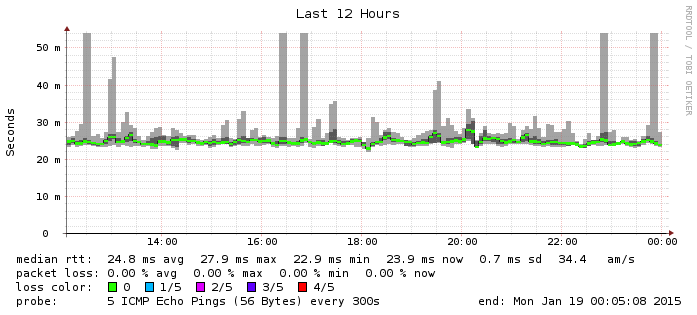 Last 12 Hours
RRDTOOL / TOBI OETIKER
Seconds
50 m
40 m
30 m
20 m
10 m
0
14:00 16:00 18:00 20:00 22:00 00:00
median rtt: 24.8 ms avg 27.9 ms max 22.9 ms min 23.9 ms now 0.7 ms sd 34.4 am/s
packet loss: 0.00 % avg 0.00 % max 0.00 % min 0.00 % now
loss color: 0 1/5 2/5 3/5 4/5
probe: 5 ICMP Echo Pings (56 Bytes) every 300s end: Mon Jan 19 00:05:08 2015